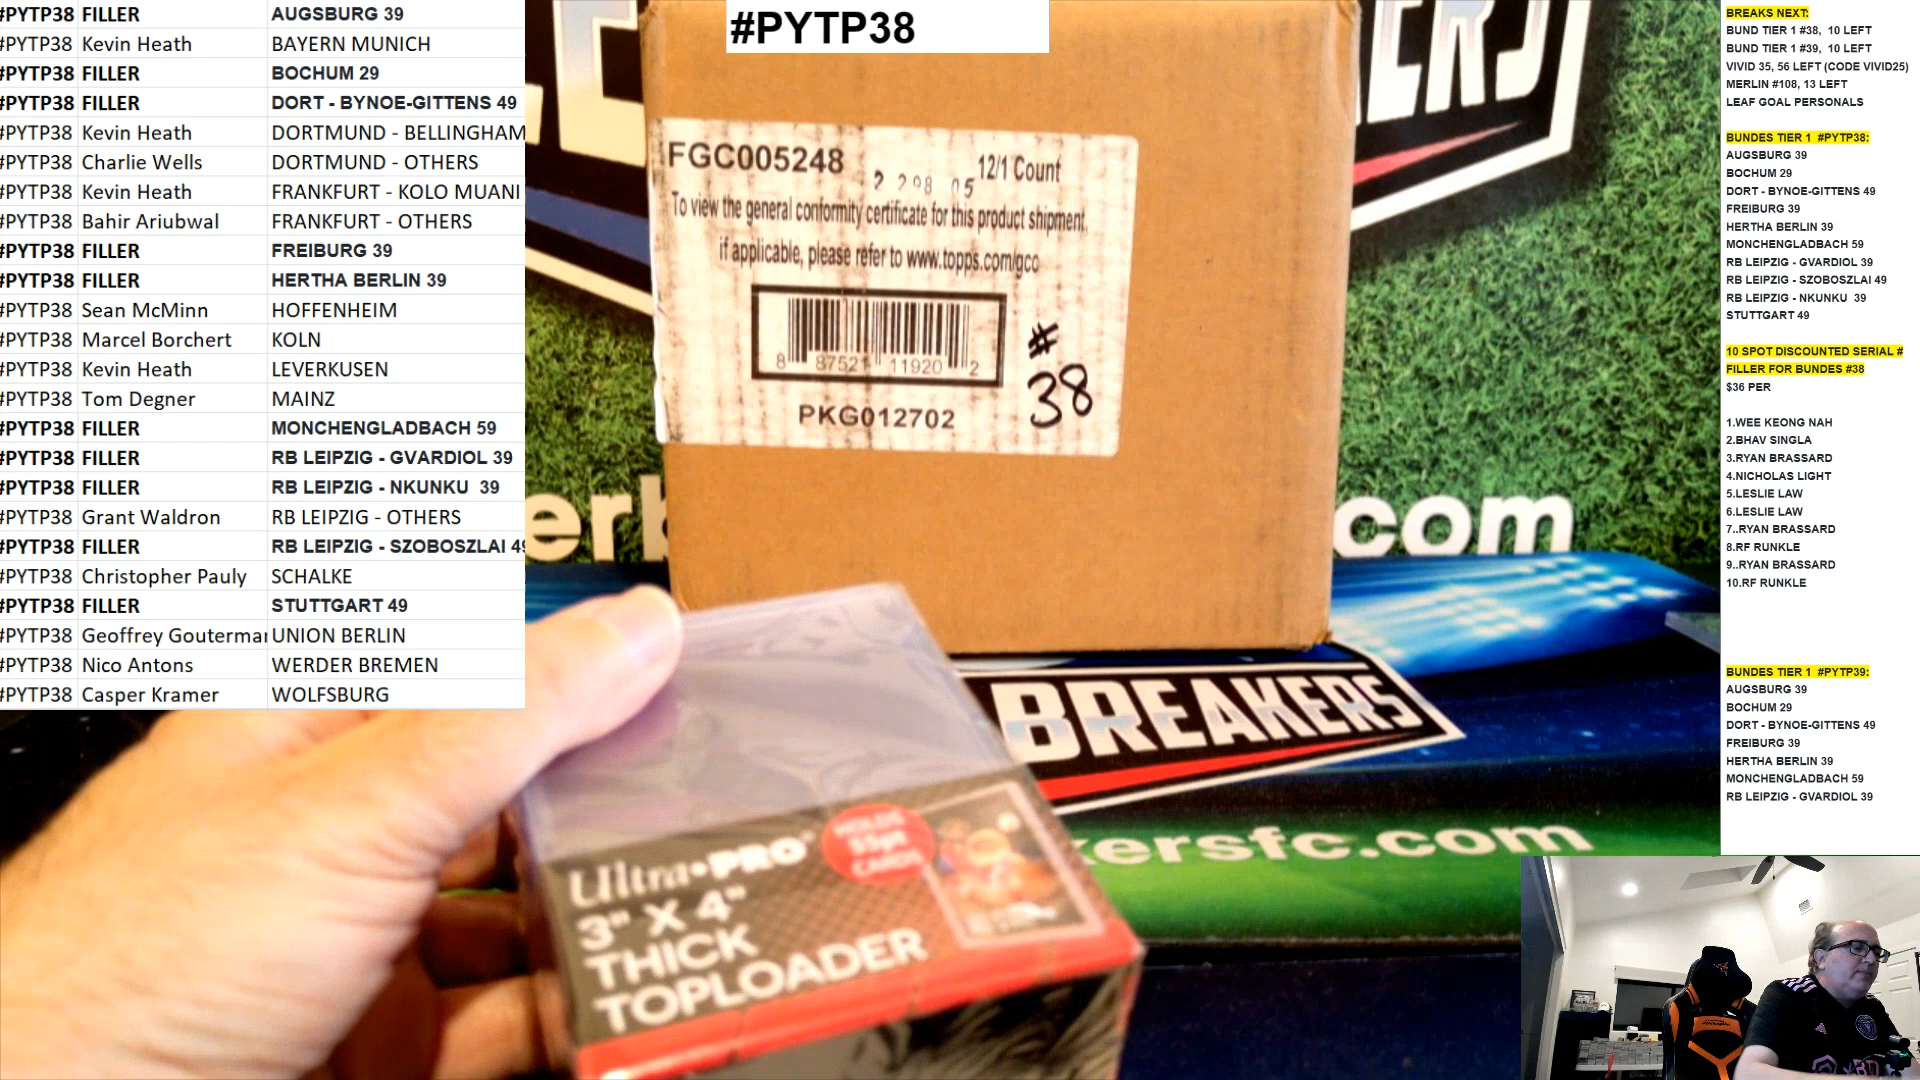 #PYTP38 FILLER AUGSBURG 39
#PYTP38 Kevin Heath BAYERN MUNICH
#PYTP38 FILLER BOCHUM 29
#PYTP38 FILLER DORT - BYNOE-GITTENS 49
#PYTP38 Kevin Heath DORTMUND - BELLINGHAM
#PYTP38 Charlie Wells DORTMUND - OTHERS
#PYTP38 Kevin Heath FRANKFURT - KOLO MUANI
#PYTP38 Bahir Ariubwal FRANKFURT - OTHERS
#PYTP38 FILLER FREIBURG 39
#PYTP38 FILLER HERTHA BERLIN 39
#PYTP38 Sean McMinn HOFFENHEIM
#PYTP38 Marcel Borchert KOLN
#PYTP38 Kevin Heath LEVERKUSEN
#PYTP38 Tom Degner MAINZ
#PYTP38 FILLER MONCHENGLADBACH 59
#PYTP38 FILLER RB LEIPZIG - GVARDIOL 39
#PYTP38 FILLER RB LEIPZIG - NKUNKU 39
#PYTP38 Grant Waldron RB LEIPZIG - OTHERS
#PYTP38 FILLER RB LEIPZIG - SZOBOSZLAI 49
#PYTP38 Christopher Pauly SCHALKE
#PYTP38 FILLER STUTTGART 49
#PYTP38 Geoffrey Gouterman UNION BERLIN
#PYTP38 Nico Antons WERDER BREMEN
#PYTP38 Casper Kramer WOLFSBURG
#PYTP38
FGC005248
12/1 Count
To view the general conformity certificate for this product shipment,
if applicable, please refer to www.topps.com/gcc
8 87521 11920 2
# 38
PKG012702
.com
BREAKERS
kersfc.com
Ultra•PRO
HOLDS
55pt
CARDS
3" X 4"
THICK
TOPLOADER
BREAKS NEXT:
BUND TIER 1 #38, 10 LEFT
BUND TIER 1 #39, 10 LEFT
VIVID 35, 56 LEFT (CODE VIVID25)
MERLIN #108, 13 LEFT
LEAF GOAL PERSONALS
BUNDES TIER 1 #PYTP38:
AUGSBURG 39
BOCHUM 29
DORT - BYNOE-GITTENS 49
FREIBURG 39
HERTHA BERLIN 39
MONCHENGLADBACH 59
RB LEIPZIG - GVARDIOL 39
RB LEIPZIG - SZOBOSZLAI 49
RB LEIPZIG - NKUNKU 39
STUTTGART 49
10 SPOT DISCOUNTED SERIAL #
FILLER FOR BUNDES #38
$36 PER
1.WEE KEONG NAH
2.BHAV SINGLA
3.RYAN BRASSARD
4.NICHOLAS LIGHT
5.LESLIE LAW
6.LESLIE LAW
7..RYAN BRASSARD
8.RF RUNKLE
9..RYAN BRASSARD
10.RF RUNKLE
BUNDES TIER 1 #PYTP39:
AUGSBURG 39
BOCHUM 29
DORT - BYNOE-GITTENS 49
FREIBURG 39
HERTHA BERLIN 39
MONCHENGLADBACH 59
RB LEIPZIG - GVARDIOL 39